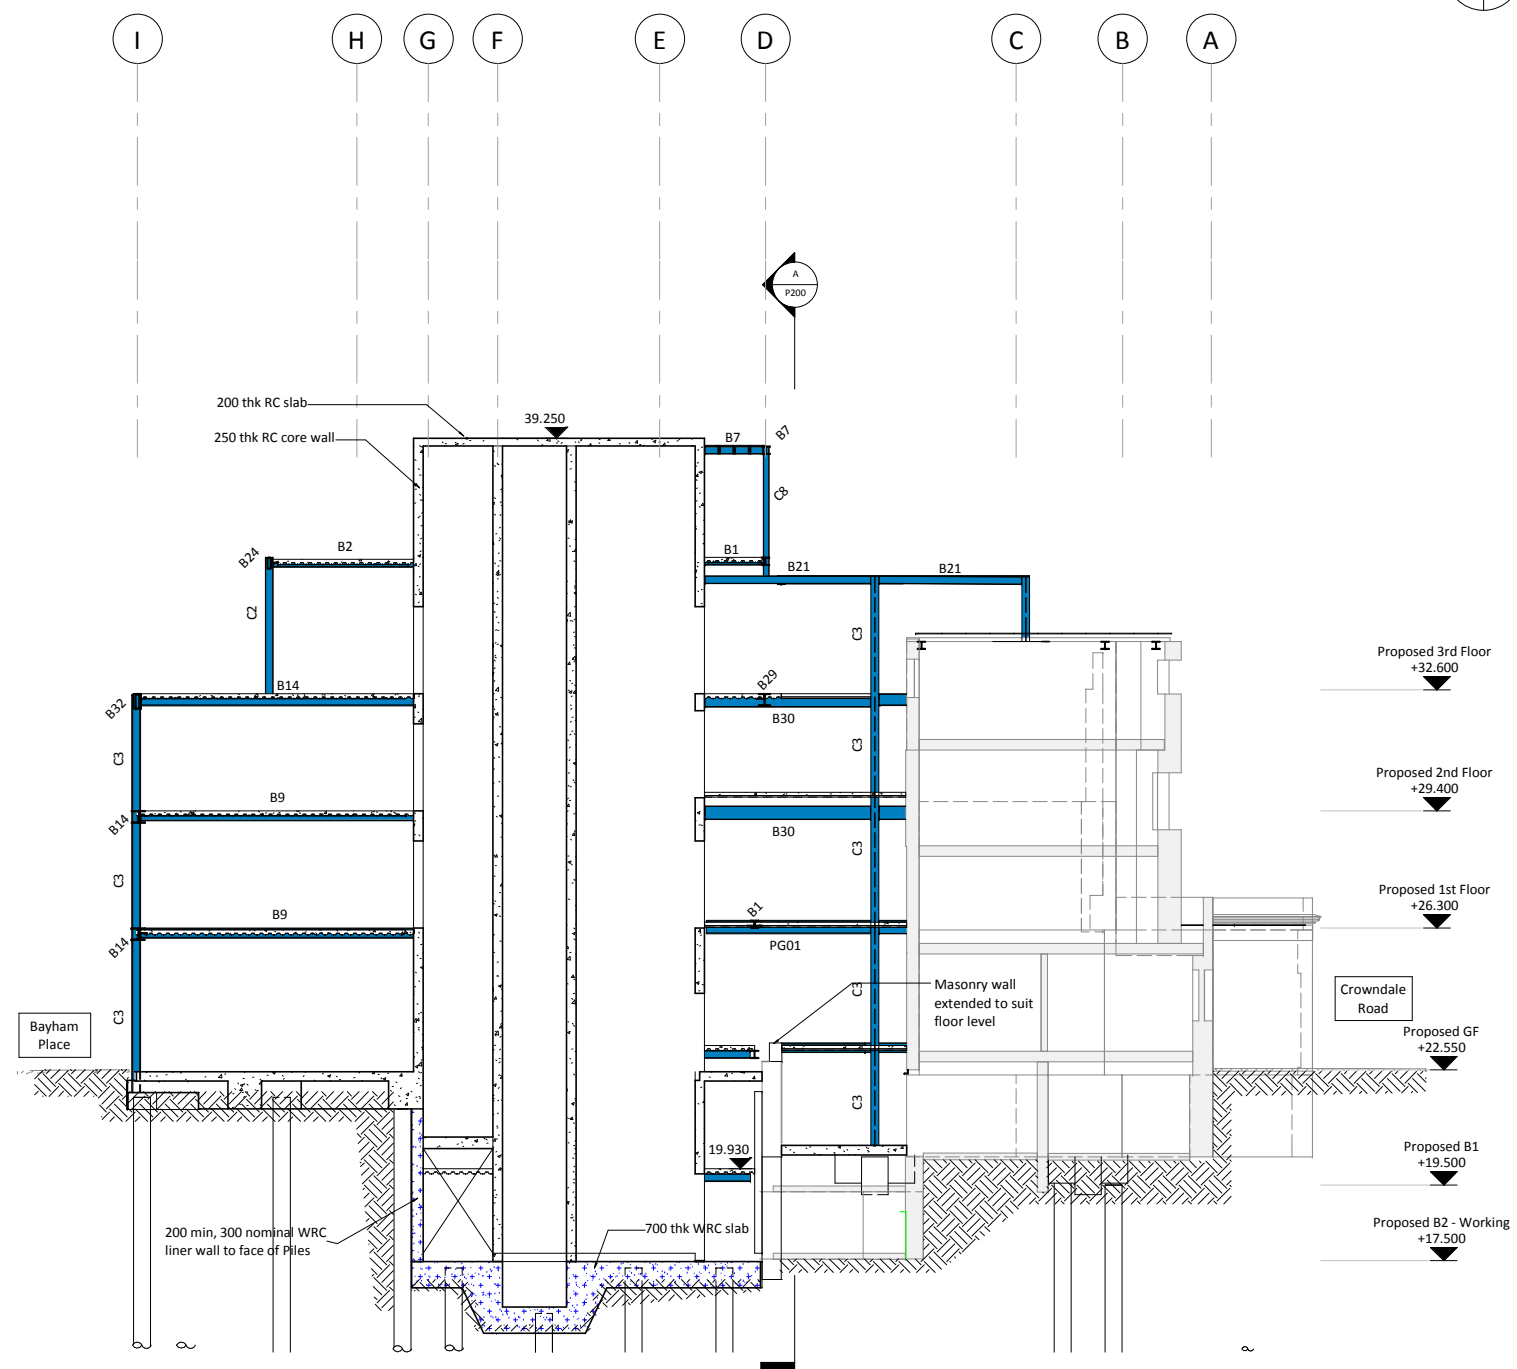 I
H
G
F
E
D
C
B
A
A
P200
200 thk RC slab
39.250
250 thk RC core wall
B7
B7
C8
B24
B2
B1
B21
B21
C2
C3
Proposed 3rd Floor
+32.600
B14
B29
B32
B30
C3
C3
Proposed 2nd Floor
+29.400
B9
B14
B30
C3
C3
Proposed 1st Floor
+26.300
B9
B1
B14
PG01
C3
C3
Masonry wall
extended to suit
floor level
Crowndale
Road
Bayham
Place
Proposed GF
+22.550
C3
19.930
Proposed B1
+19.500
200 min, 300 nominal WRC
liner wall to face of Piles
700 thk WRC slab
Proposed B2 - Working
+17.500